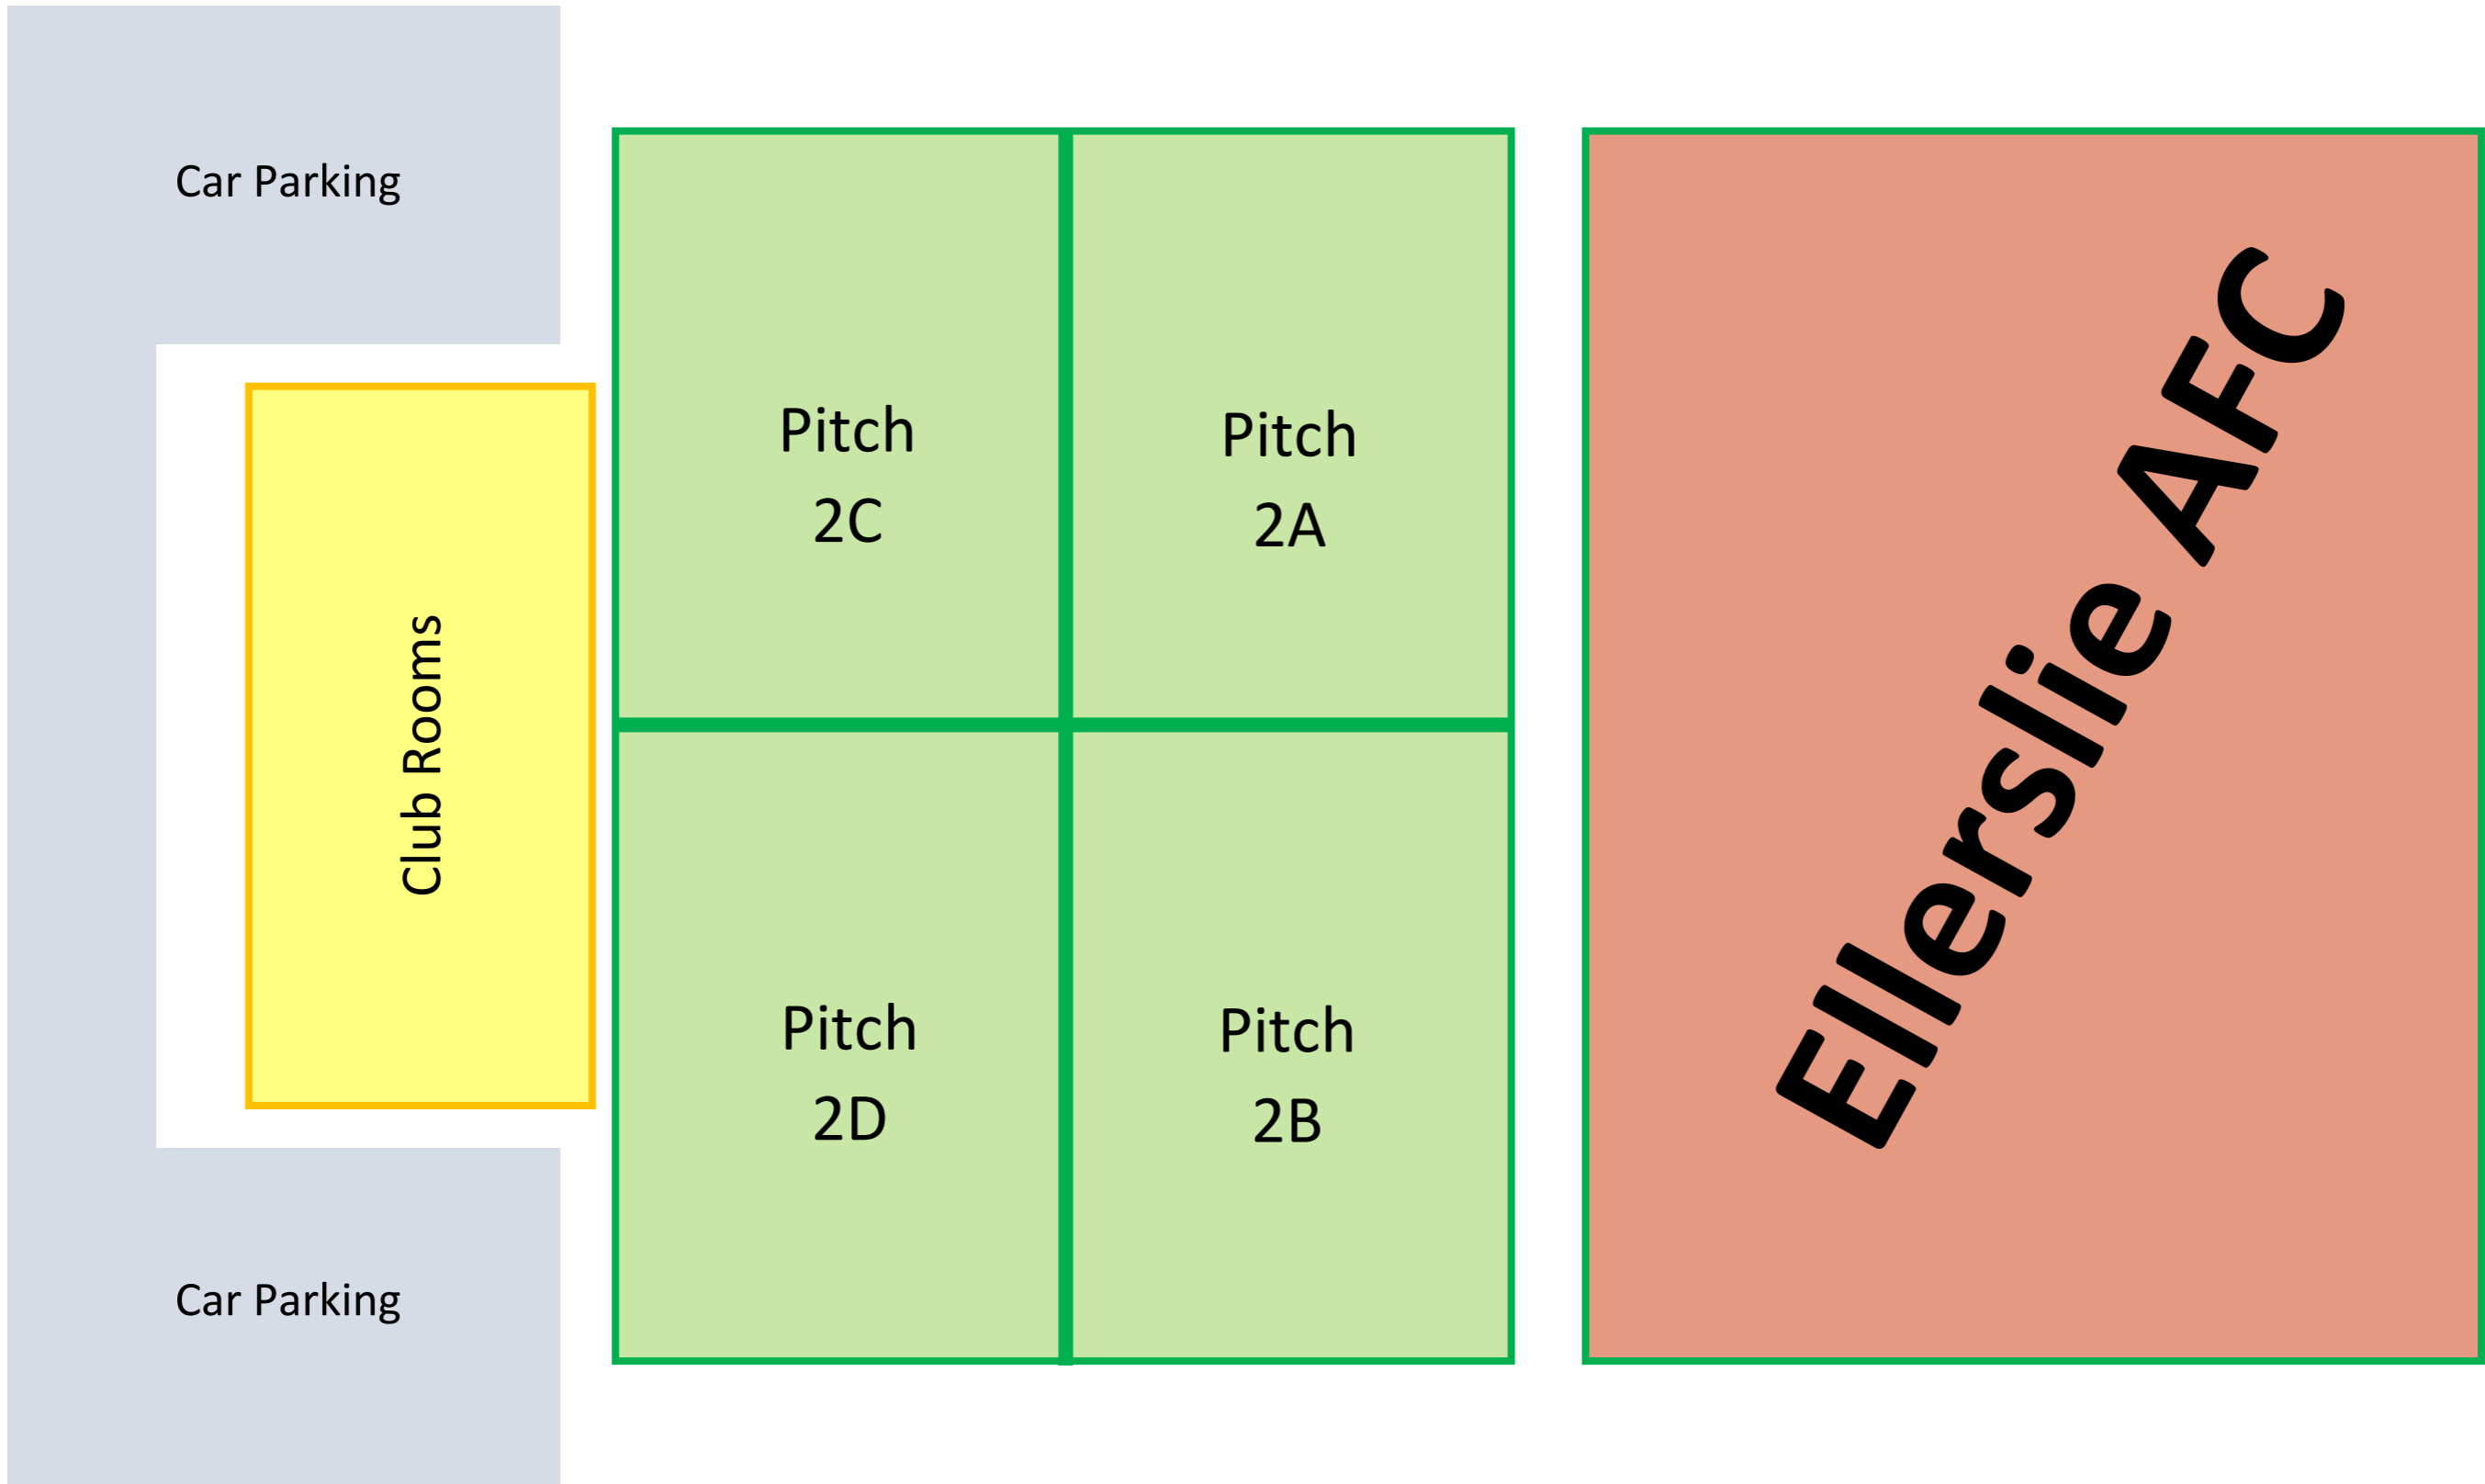 Car Parking
Pitch
2C
Pitch
2A
Ellerslie AFC
Club Rooms
Pitch
2D
Pitch
2B
Car Parking